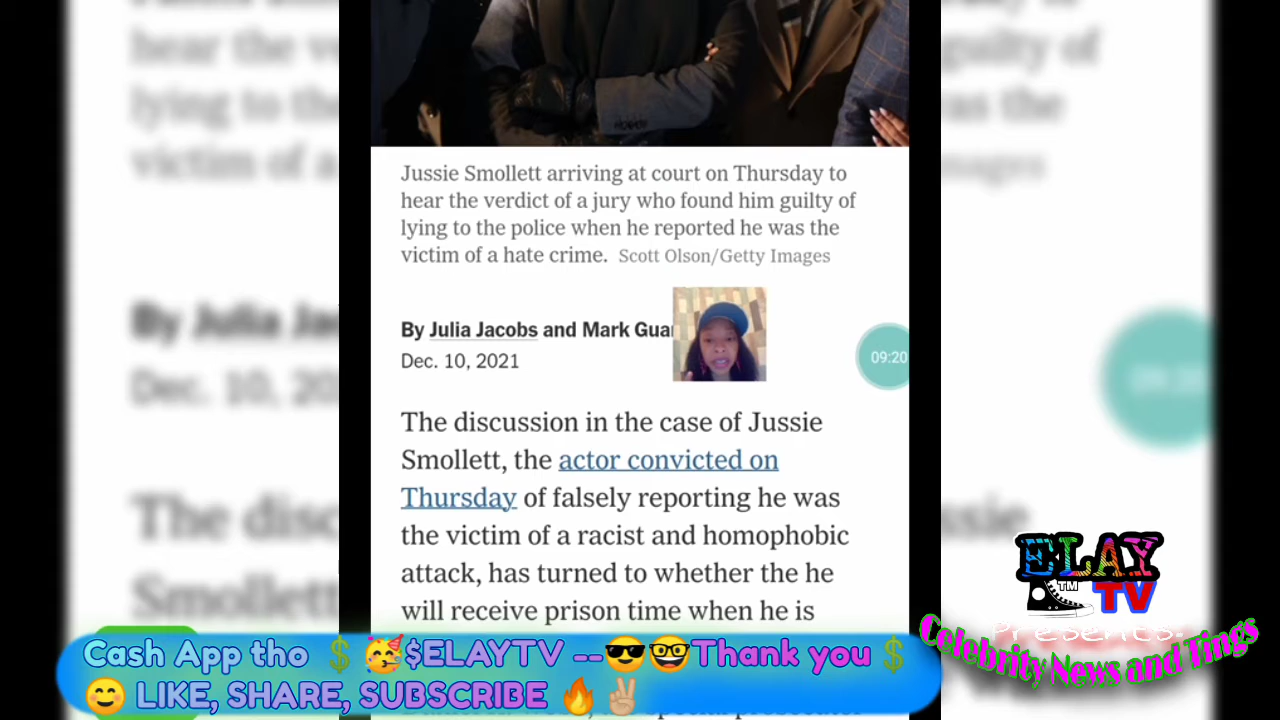 Jussie Smollett arriving at court on Thursday to
hear the verdict of a jury who found him guilty of
lying to the police when he reported he was the
victim of a hate crime. Scott Olson/Getty Images
By Julia Jacobs and Mark
Dec. 10, 2021
09:20
The discussion in the case of Jussie
Smollett, the actor convicted on
Thursday of falsely reporting he was
the victim of a racist and homophobic
attack, has turned to whether the he
will receive prison time when he is
ELAY
TM
TV
Presents:
Celebrity News and Tings
Cash App tho 💲🥳$ELAYTV --😎🤓Thank you💲
😊 LIKE, SHARE, SUBSCRIBE 🔥✌🏼